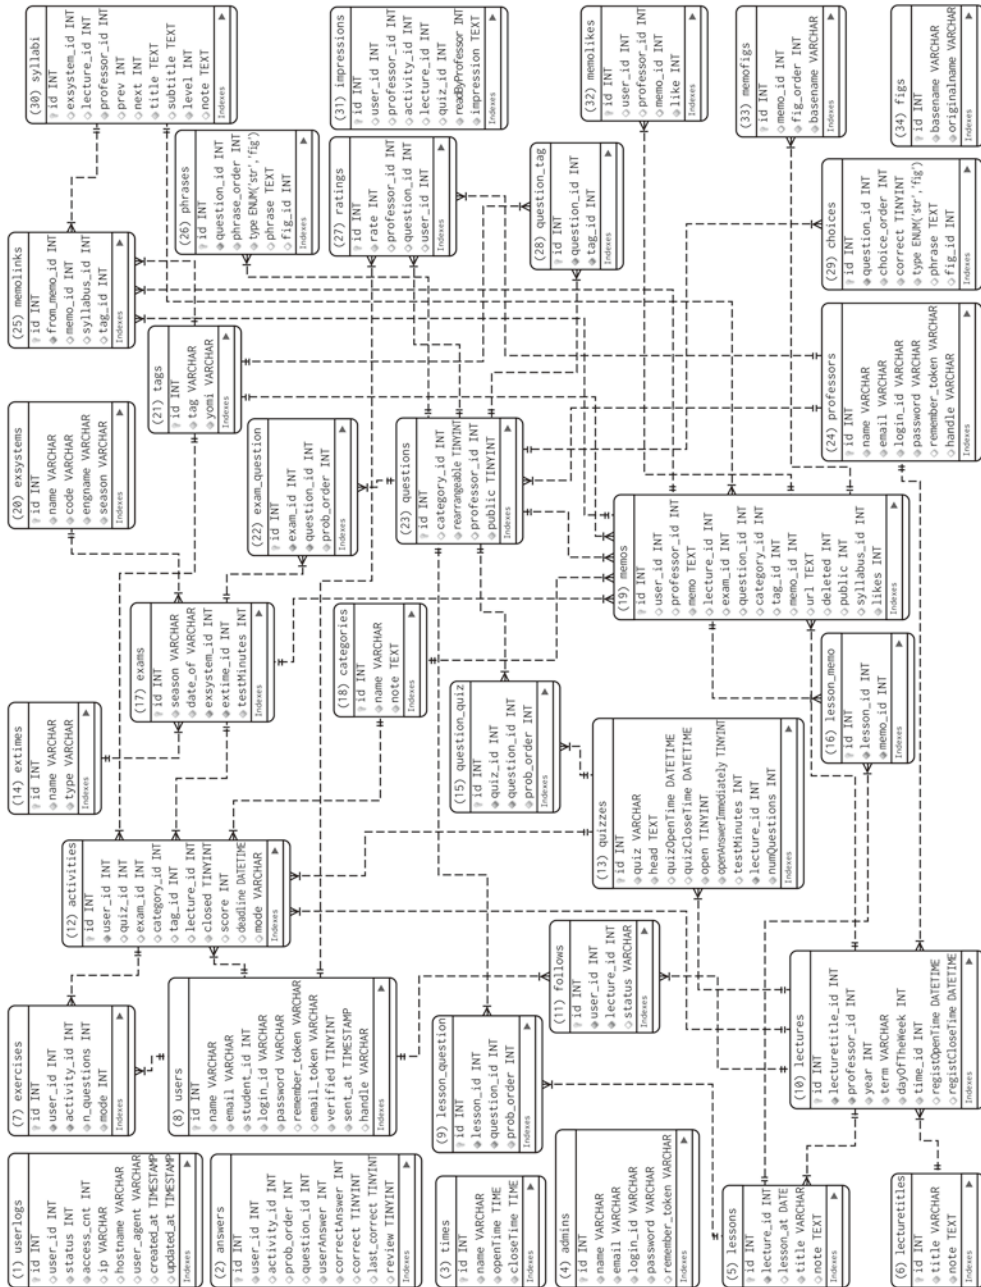 (1) userlogs
id INT
user_id INT
status INT
access_cnt INT
ip VARCHAR
hostname VARCHAR
user_agent VARCHAR
created_at TIMESTAMP
updated_at TIMESTAMP
Indexes
(2) answers
id INT
user_id INT
activity_id INT
prob_order INT
question_id INT
userAnswer INT
correctAnswer INT
correct TINYINT
last_correct TINYINT
review TINYINT
Indexes
(3) times
id INT
name VARCHAR
openTime TIME
closeTime TIME
Indexes
(4) admins
id INT
name VARCHAR
email VARCHAR
login_id VARCHAR
password VARCHAR
remember_token VARCHAR
Indexes
(5) lessons
id INT
lecture_id INT
lesson_at DATE
title VARCHAR
note TEXT
Indexes
(6) lecturetitles
id INT
title VARCHAR
note TEXT
Indexes
(7) exercises
id INT
user_id INT
activity_id INT
n_questions INT
mode INT
Indexes
(8) users
id INT
name VARCHAR
email VARCHAR
student_id INT
login_id VARCHAR
password VARCHAR
remember_token VARCHAR
email_token VARCHAR
verified TINYINT
sent_at TIMESTAMP
handle VARCHAR
Indexes
(9) lesson_question
id INT
lesson_id INT
question_id INT
prob_order INT
Indexes
(10) lectures
id INT
lecturetitle_id INT
professor_id INT
year INT
term VARCHAR
dayOfTheWeek INT
time_id INT
registOpenTime DATETIME
registCloseTime DATETIME
Indexes
(11) follows
id INT
user_id INT
lecture_id INT
status VARCHAR
Indexes
(12) activities
id INT
user_id INT
quiz_id INT
exam_id INT
category_id INT
tag_id INT
lecture_id INT
closed TINYINT
score INT
deadline DATETIME
mode VARCHAR
Indexes
(13) quizzes
id INT
quiz VARCHAR
head TEXT
quizOpenTime DATETIME
quizCloseTime DATETIME
open TINYINT
openAnswerImmediately TINYINT
testMinutes INT
lecture_id INT
numQuestions INT
Indexes
(14) extimes
id INT
name VARCHAR
type VARCHAR
Indexes
(15) question_quiz
id INT
quiz_id INT
question_id INT
prob_order INT
Indexes
(16) lesson_memo
id INT
lesson_id INT
memo_id INT
Indexes
(17) exams
id INT
season VARCHAR
date_of VARCHAR
exsystem_id INT
extime_id INT
testMinutes INT
Indexes
(18) categories
id INT
name VARCHAR
note TEXT
Indexes
(19) memos
id INT
user_id INT
professor_id INT
memo TEXT
lecture_id INT
exam_id INT
question_id INT
category_id INT
tag_id INT
memo_id INT
url TEXT
deleted INT
public INT
syllabus_id INT
likes INT
Indexes
(20) exsystems
id INT
name VARCHAR
code VARCHAR
engname VARCHAR
season VARCHAR
Indexes
(21) tags
id INT
tag VARCHAR
yomi VARCHAR
Indexes
(22) exam_question
id INT
exam_id INT
question_id INT
prob_order INT
Indexes
(23) questions
id INT
category_id INT
rearrangeable TINYINT
professor_id INT
public TINYINT
Indexes
(24) professors
id INT
name VARCHAR
email VARCHAR
login_id VARCHAR
password VARCHAR
remember_token VARCHAR
handle VARCHAR
Indexes
(25) memolinks
id INT
from_memo_id INT
memo_id INT
syllabus_id INT
tag_id INT
Indexes
(26) phrases
id INT
question_id INT
phrase_order INT
type ENUM('str','fig')
phrase TEXT
fig_id INT
Indexes
(27) ratings
id INT
rate INT
professor_id INT
question_id INT
user_id INT
Indexes
(28) question_tag
id INT
question_id INT
tag_id INT
Indexes
(29) choices
id INT
question_id INT
choice_order INT
correct TINYINT
type ENUM('str','fig')
phrase TEXT
fig_id INT
Indexes
(30) syllabi
id INT
exsystem_id INT
lecture_id INT
professor_id INT
prev INT
next INT
title TEXT
subtitle TEXT
level INT
note TEXT
Indexes
(31) impressions
id INT
user_id INT
professor_id INT
activity_id INT
lecture_id INT
quiz_id INT
readByProfessor INT
impression TEXT
Indexes
(32) memolikes
id INT
user_id INT
professor_id INT
memo_id INT
like INT
Indexes
(33) memofigs
id INT
memo_id INT
fig_order INT
basename VARCHAR
Indexes
(34) figs
id INT
basename VARCHAR
originalname VARCHAR
Indexes